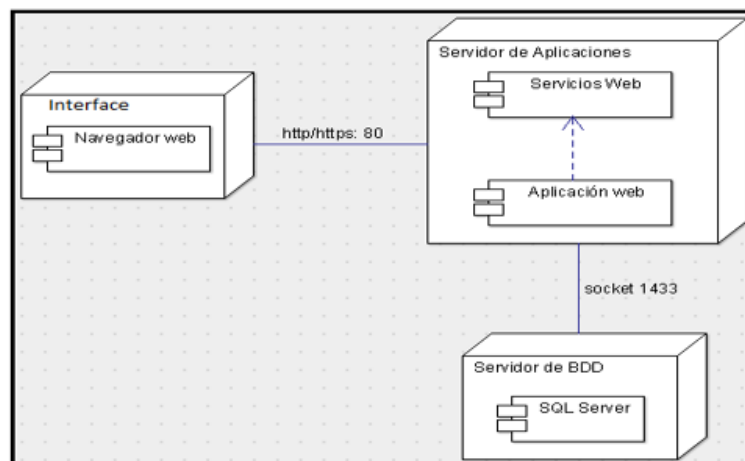 Servidor de Aplicaciones
Servicios Web
Interface
Navegador web
http/https: 80
Aplicación web
socket 1433
Servidor de BDD
SQL Server